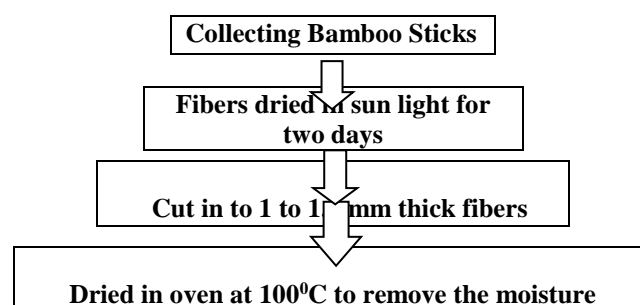 Collecting Bamboo Sticks
Fibers dried in sun light for
two days
Cut in to 1 to mm thick fibers
Dried in oven at 100⁰C to remove the moisture